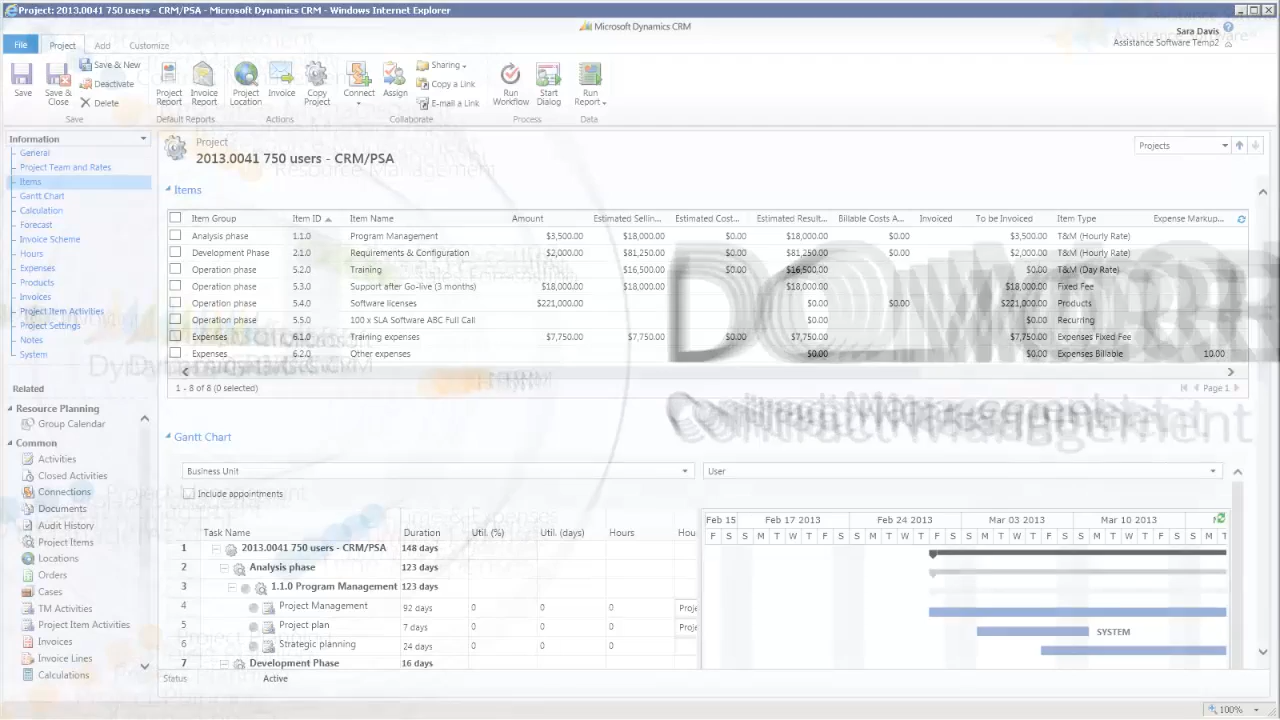 Project: 2013.0041 750 users - CRM/PSA - Microsoft Dynamics CRM - Windows Internet Explorer
Microsoft Dynamics CRM
Sara Davis
Assistance Software Temp2
File Project Add Customize
Save
Save & Close
Save & New
Deactivate
Delete
Project Report
Invoice Report
Project Location
Invoice
Copy Project
Connect
Assign
Sharing
Copy a Link
E-mail a Link
Run Workflow
Start Dialog
Run Report
Save Default Reports Actions Collaborate Process Data
Information
General
Project Team and Rates
Items
Gantt Chart
Calculation
Forecast
Invoice Scheme
Hours
Expenses
Products
Invoices
Project Item Activities
Project Settings
Notes
System
Related
Resource Planning
Group Calendar
Common
Activities
Closed Activities
Connections
Documents
Audit History
Project Items
Locations
Orders
Cases
TM Activities
Project Item Activities
Invoices
Invoice Lines
Calculations
Project
2013.0041 750 users - CRM/PSA
Projects
Items
Item Group Item ID Item Name Amount Estimated Sellin... Estimated Cost... Estimated Result... Billable Costs A... Invoiced To be Invoiced Item Type Expense Markup...
Analysis phase 1.1.0 Program Management $3,500.00 $18,000.00 $0.00 $18,000.00 $0.00 $3,500.00 T&M (Hourly Rate)
Development Phase 2.1.0 Requirements & Configuration $2,000.00 $81,250.00 $0.00 $81,250.00 $0.00 $2,000.00 T&M (Hourly Rate)
Operation phase 5.2.0 Training $16,500.00 $0.00 $16,500.00 $0.00 T&M (Day Rate)
Operation phase 5.3.0 Support after Go-live (3 months) $18,000.00 $18,000.00 $18,000.00 $18,000.00 Fixed Fee
Operation phase 5.4.0 Software licenses $221,000.00 $0.00 $0.00 $221,000.00 Products
Operation phase 5.5.0 100 x SLA Software ABC Full Call $0.00 $0.00 Recurring
Expenses 6.1.0 Training expenses $7,750.00 $7,750.00 $0.00 $7,750.00 $7,750.00 Expenses Fixed Fee
Expenses 6.2.0 Other expenses $0.00 $0.00 Expenses Billable 10.00
1 - 8 of 8 (0 selected) Page 1
Gantt Chart
Business Unit User
Include appointments
Task Name Duration Util. (%) Util. (days) Hours Hou
Feb 15 Feb 17 2013 Feb 24 2013 Mar 03 2013 Mar 10 2013
F S S M T W T F S S M T W T F S S M T W T F S S M T W T F S S M T
1 2013.0041 750 users - CRM/PSA 148 days
2 Analysis phase 123 days
3 1.1.0 Program Management 123 days
4 Project Management 92 days 0 0 0 Proje
5 Project plan 7 days 0 0 0 Proje
SYSTEM
6 Strategic planning 24 days 0 0 0
7 Development Phase 16 days
Status Active
100%